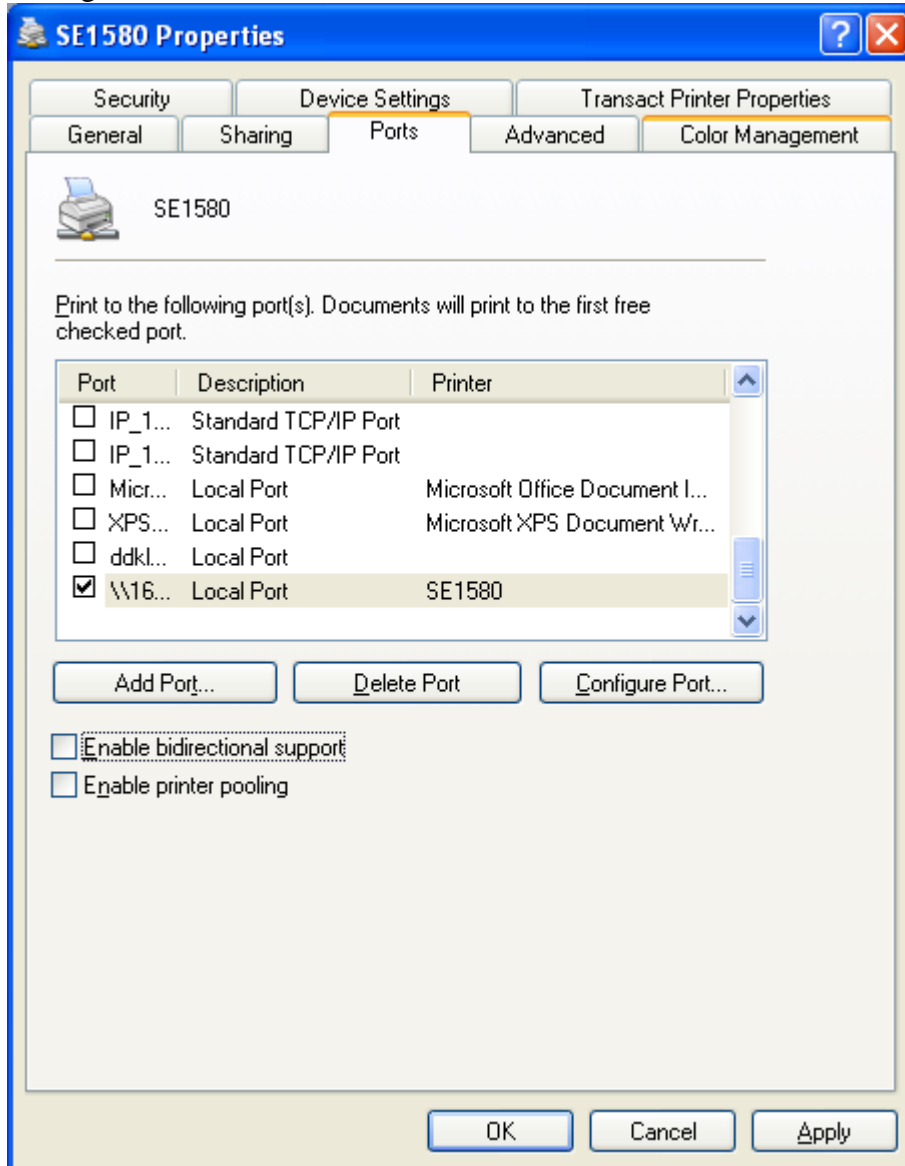 SE1580 Properties
Security Device Settings Transact Printer Properties
General Sharing Ports Advanced Color Management
SE1580
Print to the following port(s). Documents will print to the first free
checked port.
Port Description Printer
IP_1... Standard TCP/IP Port
IP_1... Standard TCP/IP Port
Micr... Local Port Microsoft Office Document I...
XPS... Local Port Microsoft XPS Document Wr...
ddkl... Local Port
\\16... Local Port SE1580
Add Port... Delete Port Configure Port...
Enable bidirectional support
Enable printer pooling
OK Cancel Apply